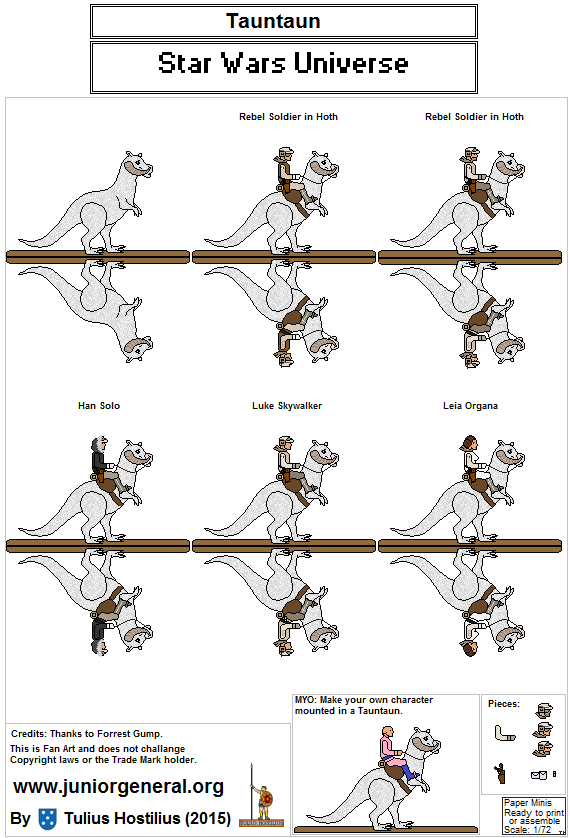 Tauntaun
Star Wars Universe
Rebel Soldier in Hoth
Rebel Soldier in Hoth
Han Solo
Luke Skywalker
Leia Organa
Credits: Thanks to Forrest Gump.
This is Fan Art and does not challange
Copyright laws or the Trade Mark holder.
www.juniorgeneral.org
By Tulius Hostilius (2015)
TULIUS HOSTILIUS
MYO: Make your own character
mounted in a Tauntaun.
Pieces:
Paper Minis
Ready to print
or assemble
Scale: 1/72